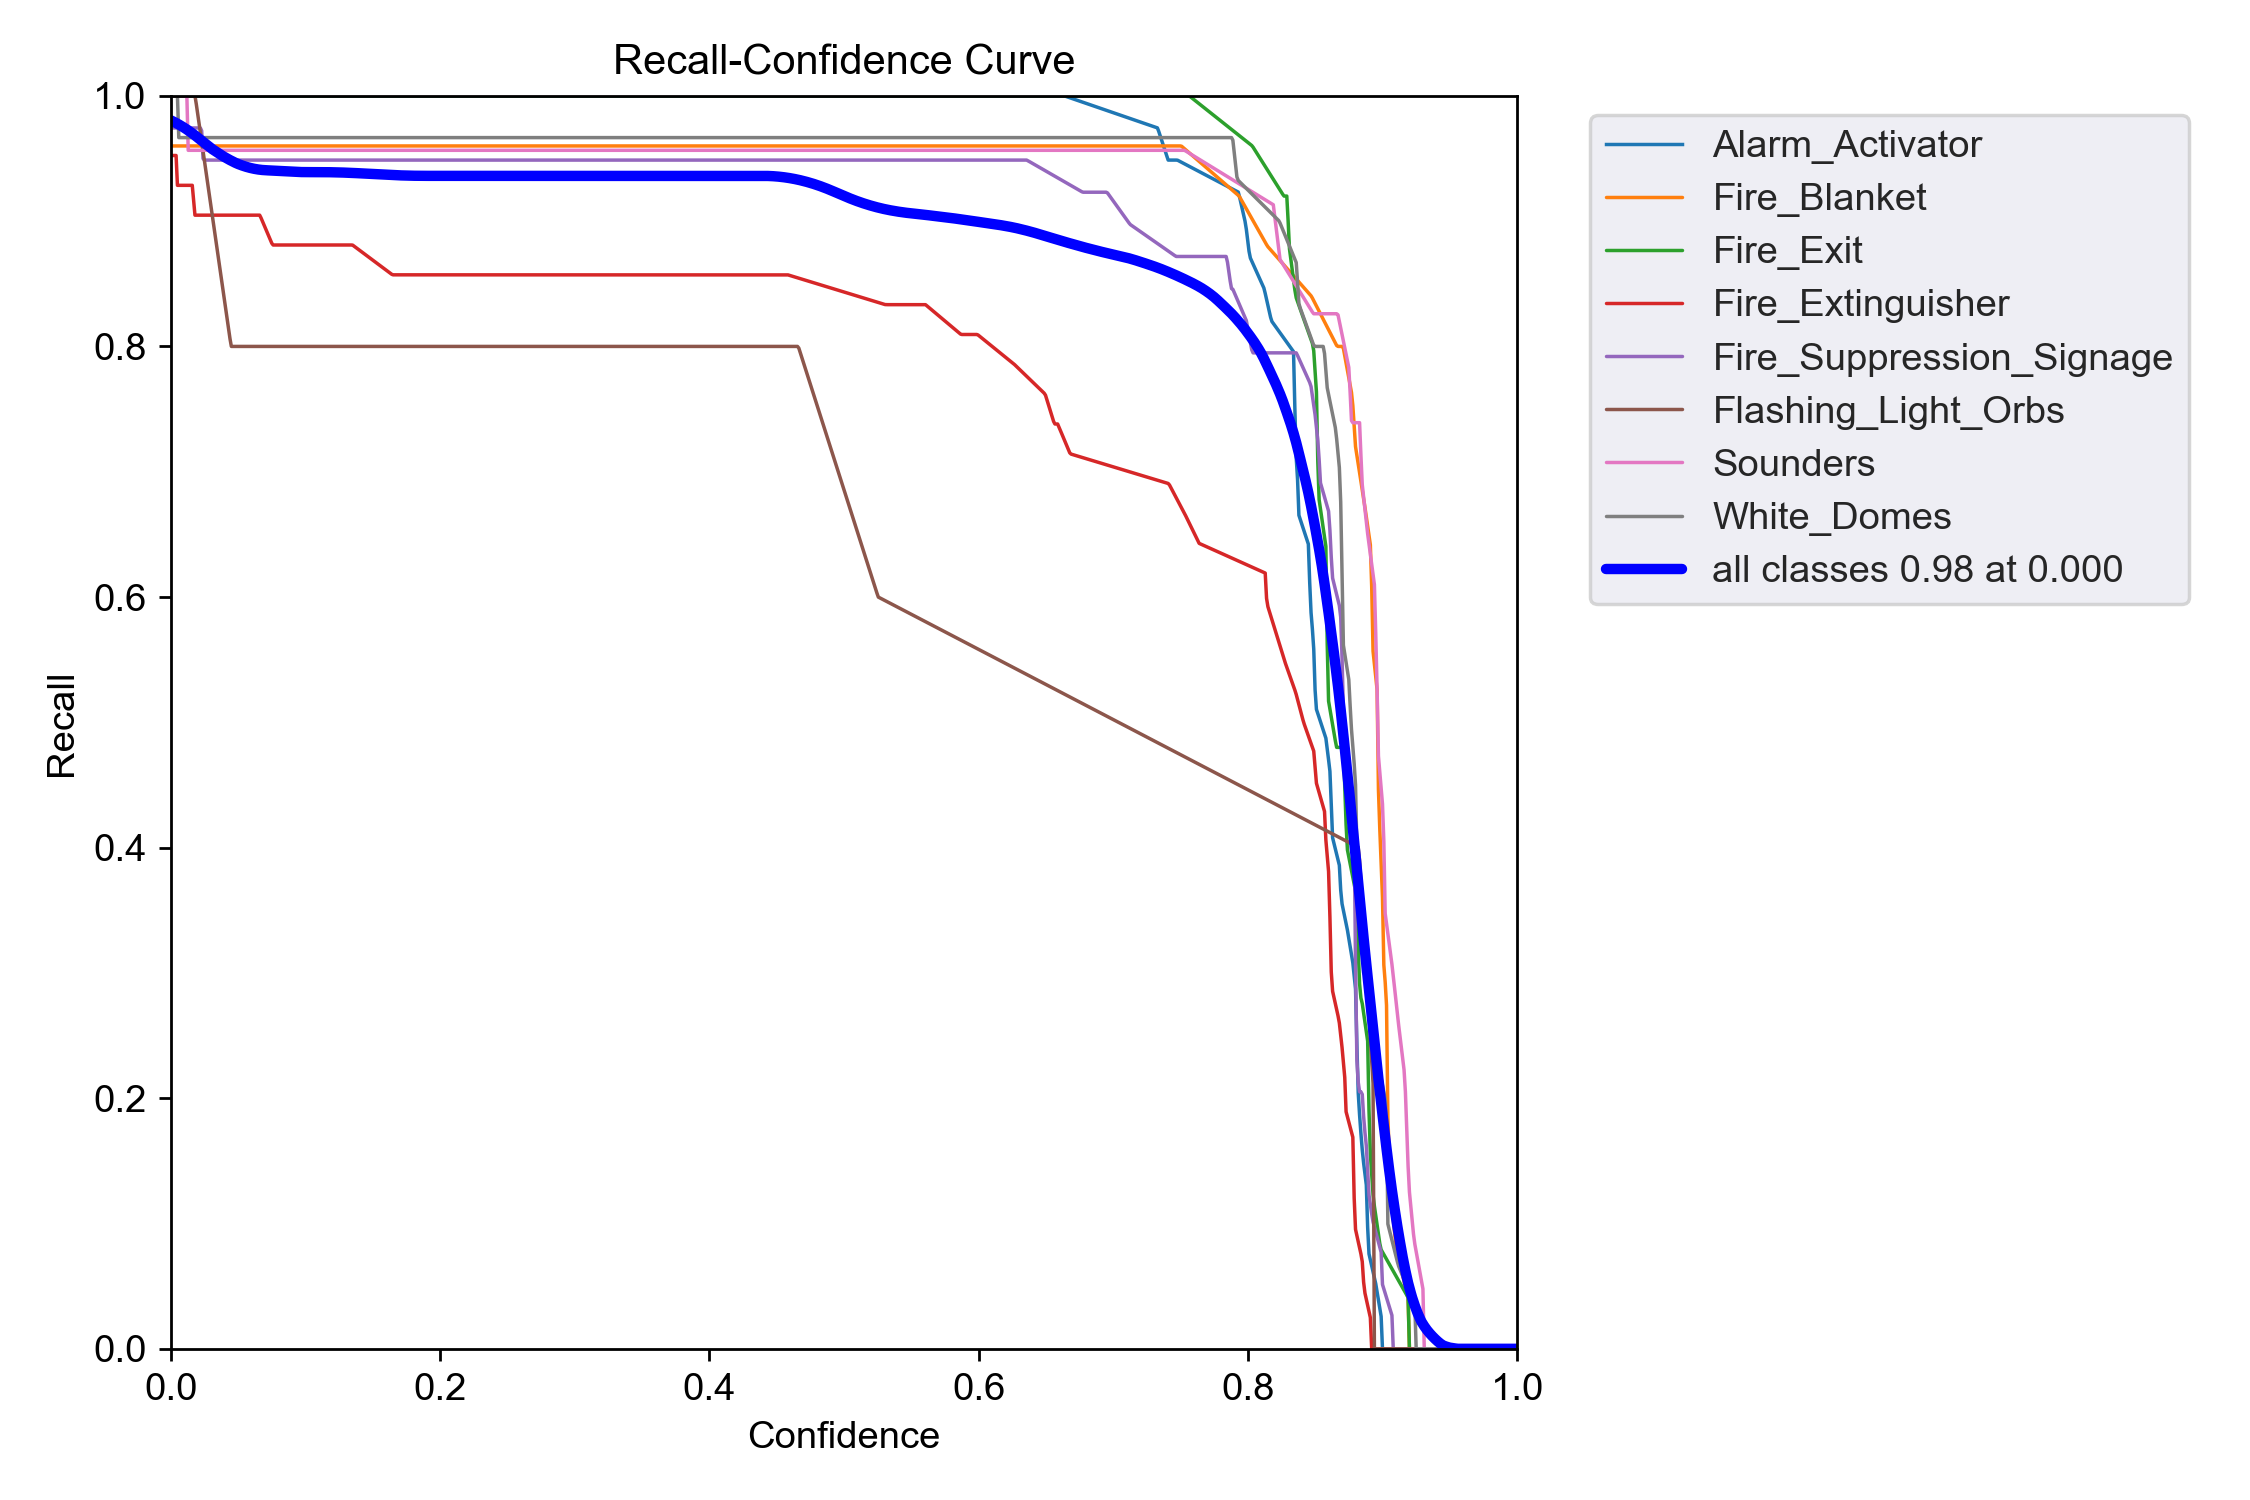 Recall-Confidence Curve
1.0
0.8
0.6
0.4
0.2
0.0
Recall
0.0 0.2 0.4 0.6 0.8 1.0
Confidence
Alarm_Activator
Fire_Blanket
Fire_Exit
Fire_Extinguisher
Fire_Suppression_Signage
Flashing_Light_Orbs
Sounders
White_Domes
all classes 0.98 at 0.000